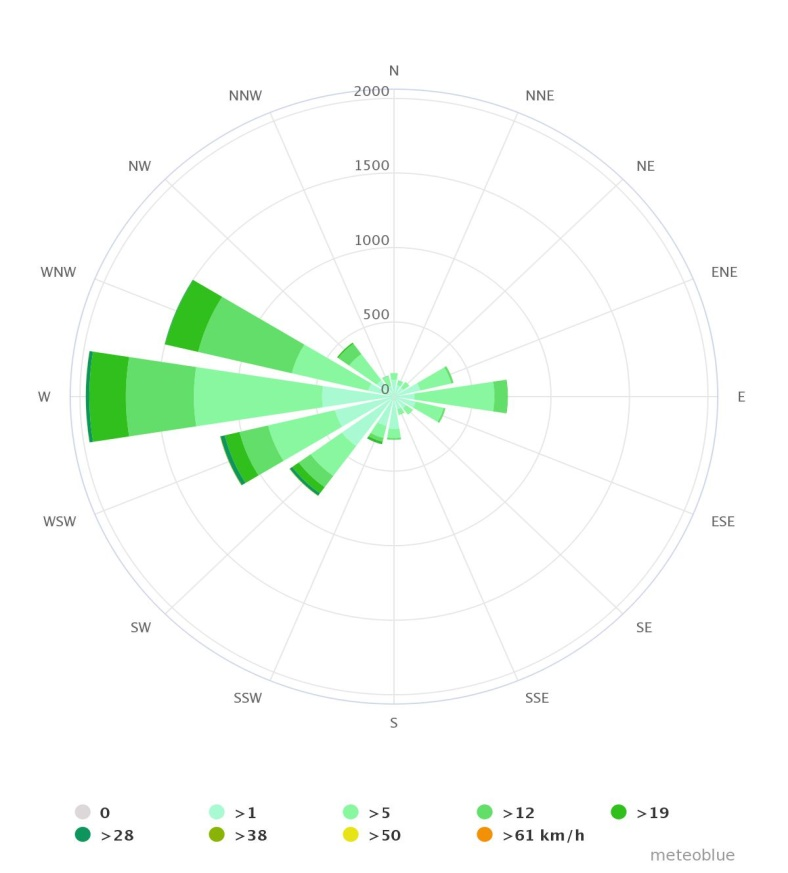 N
2000
NNW
NNE
1500
NW
NE
1000
WNW
ENE
500
0
W
E
WSW
ESE
SW
SE
SSW
SSE
S
0 >1 >5 >12 >19
>28 >38 >50 >61 km/h
meteoblue